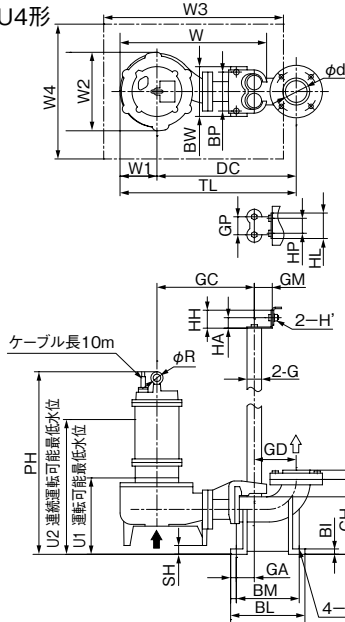 U4形
W3
W
W4
W2
BW
BP
φd
W1
DC
TL
GP
HP
HL
GC
GM
HH
HA
2-H'
ケーブル長10m
φR
2-G
PH
U2 連続運転可能最低水位
U1 運転可能最低水位
GD
SH
GA
BI
BM
BL